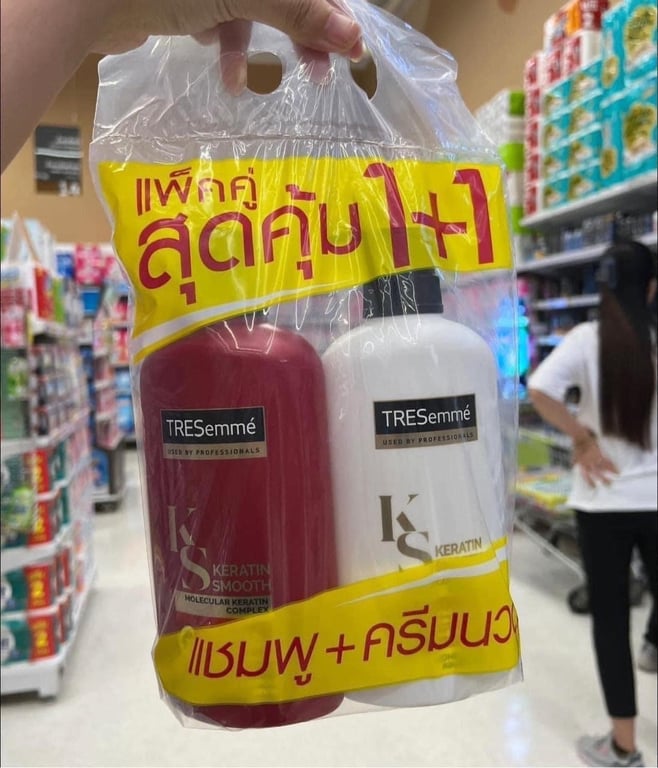 แพ็กคู่
สุดคุ้ม 1+1
TRESemmé
USED BY PROFESSIONALS
KS
KERATIN
SMOOTH
MOLECULAR KERATIN
COMPLEX
TRESemmé
USED BY PROFESSIONALS
KS
KERATIN
แชมพู + ครีมนวด